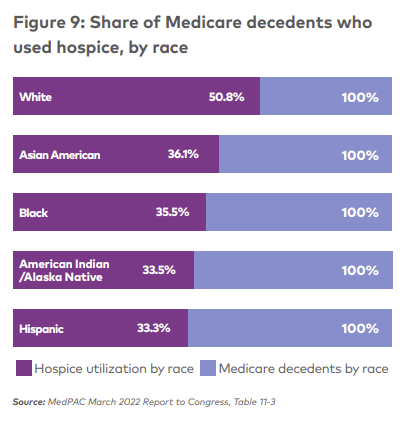 Figure 9: Share of Medicare decedents who
used hospice, by race
White 50.8% 100%
Asian American 36.1% 100%
Black 35.5% 100%
American Indian
/Alaska Native 33.5% 100%
Hispanic 33.3% 100%
Hospice utilization by race Medicare decedents by race
Source: MedPAC March 2022 Report to Congress, Table 11-3